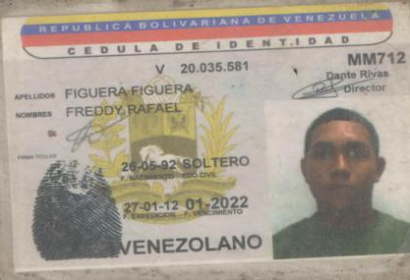 REPUBLICA BOLIVARIANA DE VENEZUELA
CEDULA DE IDENTIDAD
V 20.035.581
MM712
Dante Rivas
Director
APELLIDOS FIGUERA FIGUERA
NOMBRES FREDDY RAFAEL
FIRMA TITULAR
26-05-92 SOLTERO
F. NACIMIENTO EDO CIVIL
27-01-12 01-2022
F. EXPEDICION F. VENCIMIENTO
VENEZOLANO